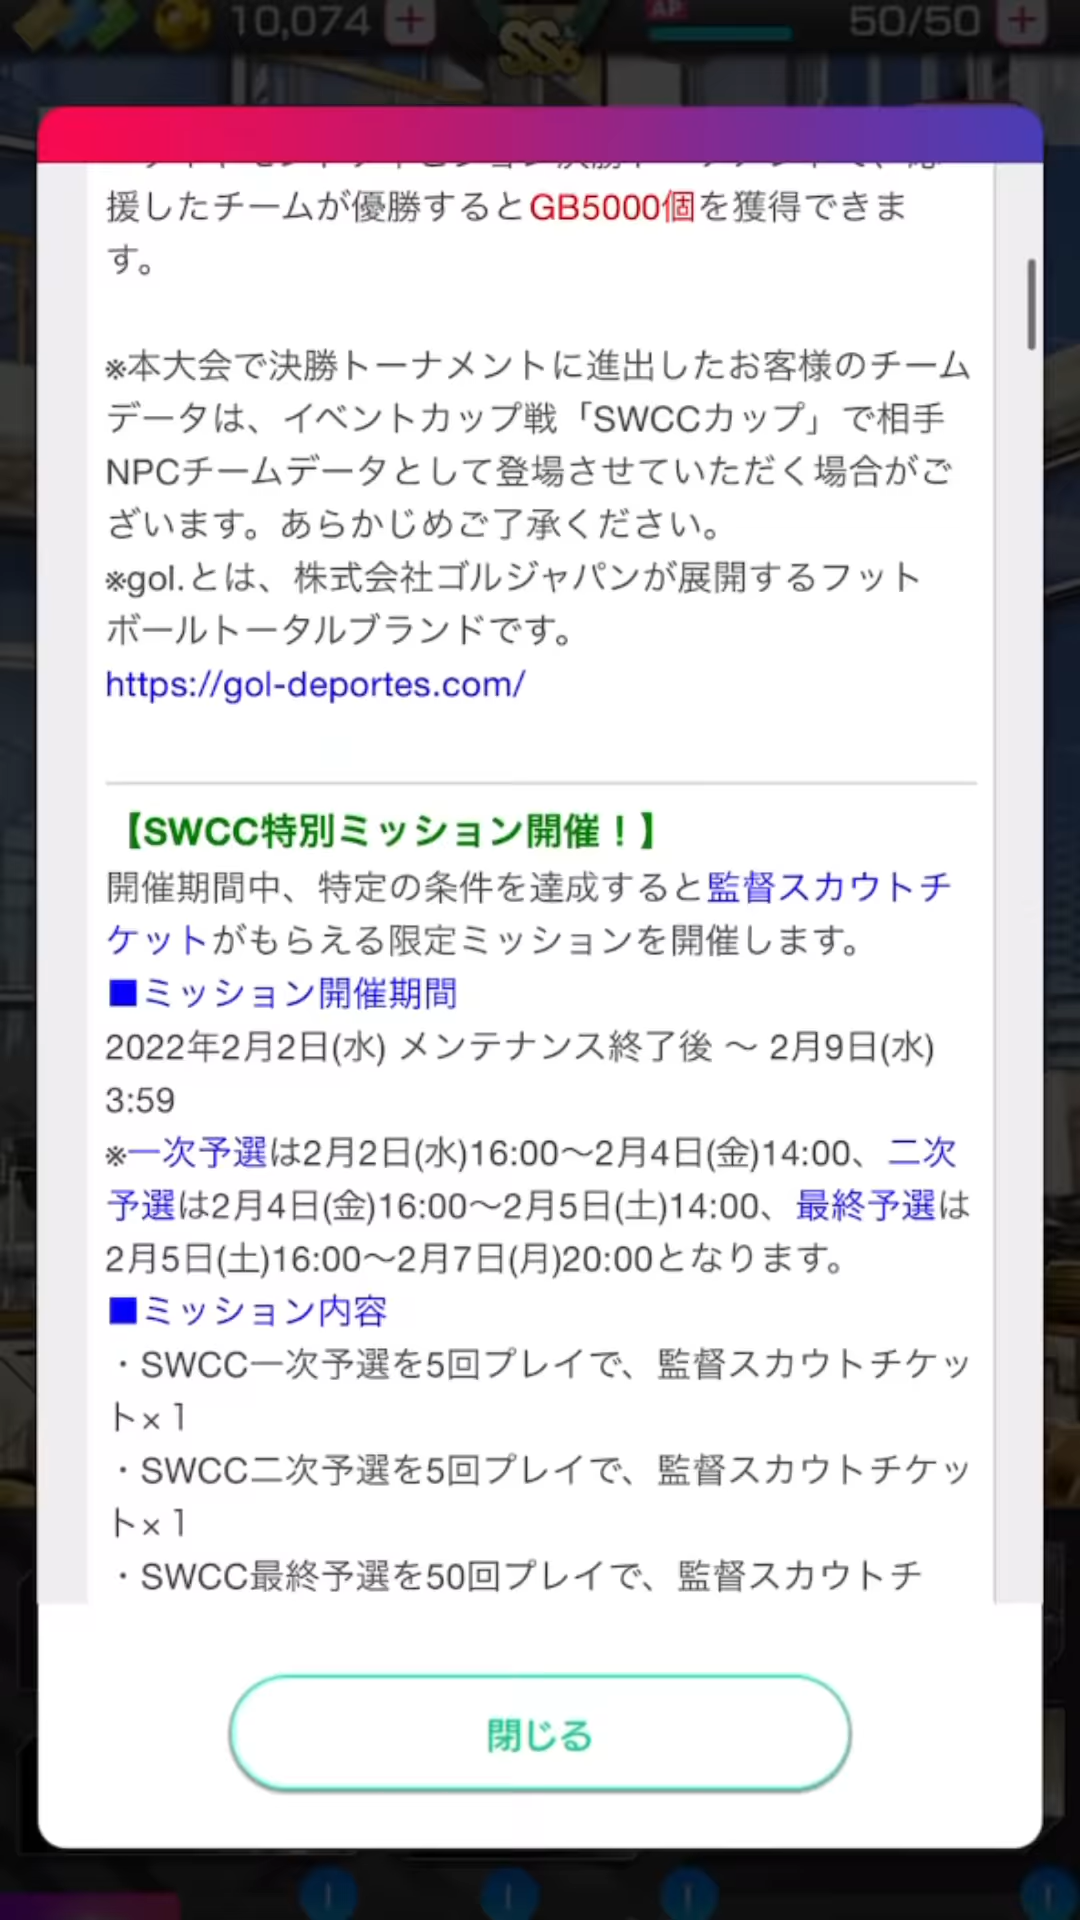 10,074
SS
AP
50/50
援したチームが優勝するとGB5000個を獲得できま
す。
※本大会で決勝トーナメントに進出したお客様のチーム
データは、イベントカップ戦「SWCCカップ」で相手
NPCチームデータとして登場させていただく場合がご
ざいます。あらかじめご了承ください。
※gol.とは、株式会社ゴルジャパンが展開するフット
ボールトータルブランドです。
https://gol-deportes.com/
【SWCC特別ミッション開催！】
開催期間中、特定の条件を達成すると監督スカウトチ
ケットがもらえる限定ミッションを開催します。
■ミッション開催期間
2022年2月2日(水) メンテナンス終了後 ～ 2月9日(水)
3:59
※一次予選は2月2日(水)16:00～2月4日(金)14:00、二次
予選は2月4日(金)16:00～2月5日(土)14:00、最終予選は
2月5日(土)16:00～2月7日(月)20:00となります。
■ミッション内容
・SWCC一次予選を5回プレイで、監督スカウトチケッ
ト×１
・SWCC二次予選を5回プレイで、監督スカウトチケッ
ト×１
・SWCC最終予選を50回プレイで、監督スカウトチ
閉じる